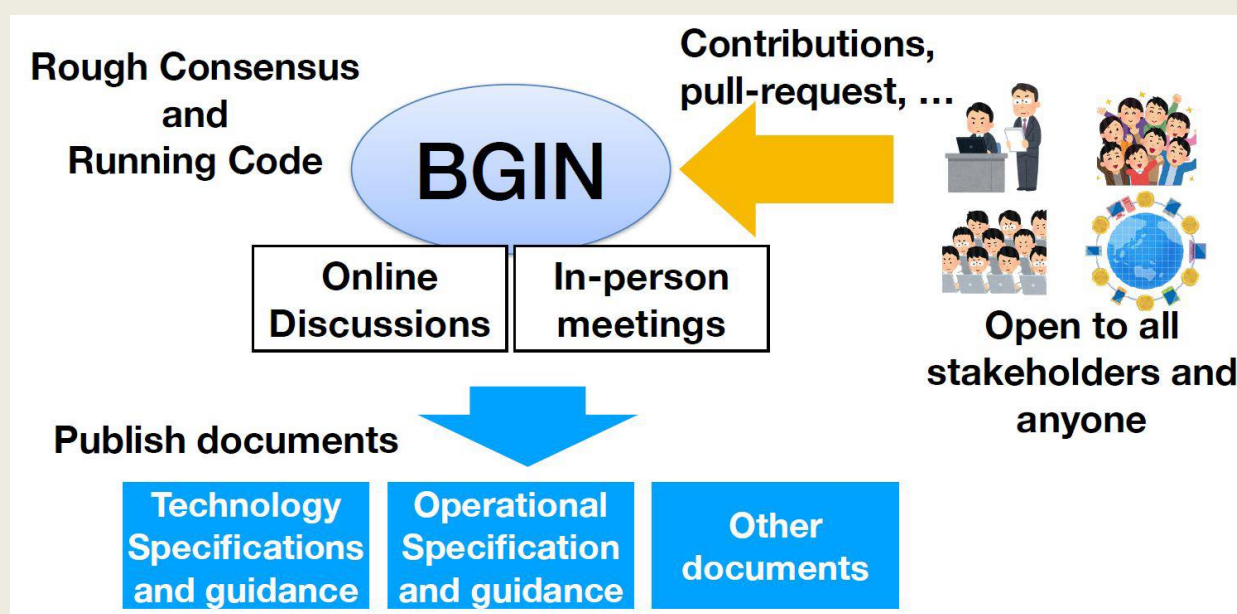 Rough Consensus
and
Running Code
BGIN
Contributions,
pull-request, …
Online
Discussions
In-person
meetings
Open to all
stakeholders and
anyone
Publish documents
Technology
Specifications
and guidance
Operational
Specification
and guidance
Other
documents